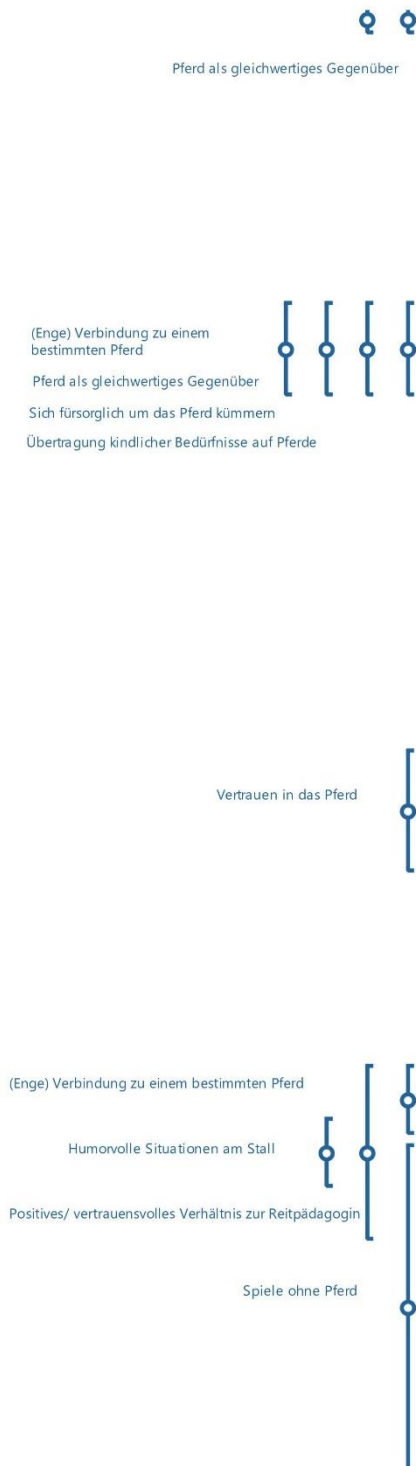 Pferd als gleichwertiges Gegenüber
(Enge) Verbindung zu einem
bestimmten Pferd
Pferd als gleichwertiges Gegenüber
Sich fürsorglich um das Pferd kümmern
Übertragung kindlicher Bedürfnisse auf Pferde
Vertrauen in das Pferd
(Enge) Verbindung zu einem bestimmten Pferd
Humorvolle Situationen am Stall
Positives/ vertrauensvolles Verhältnis zur Reitpädagogin
Spiele ohne Pferd